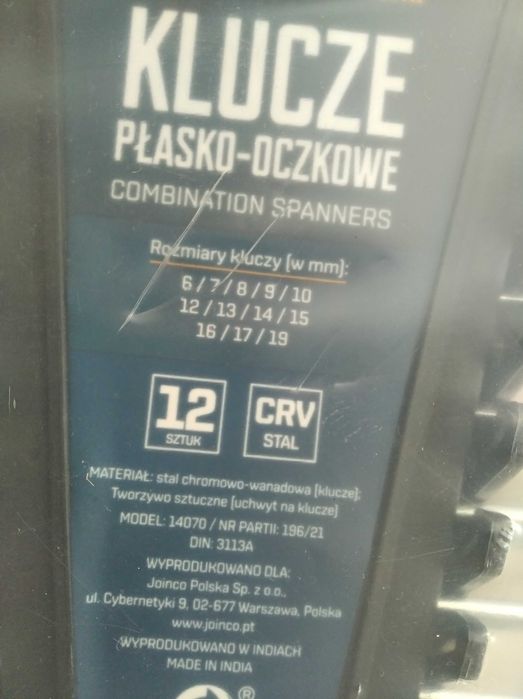 KLUCZE
PŁASKO-OCZKOWE
COMBINATION SPANNERS
Rozmiary kluczy [w mm]:
6 / 7 / 8 / 9 / 10
12 / 13 / 14 / 15
16 / 17 / 19
12
SZTUK
CRV
STAL
MATERIAŁ: stal chromowo-wanadowa [klucze];
Tworzywo sztuczne [uchwyt na klucze]
MODEL: 14070 / NR PARTII: 196/21
DIN: 3113A
WYPRODUKOWANO DLA:
Joinco Polska Sp. z o.o.,
ul. Cybernetyki 9, 02-677 Warszawa, Polska
www.joinco.pt
WYPRODUKOWANO W INDIACH
MADE IN INDIA
®